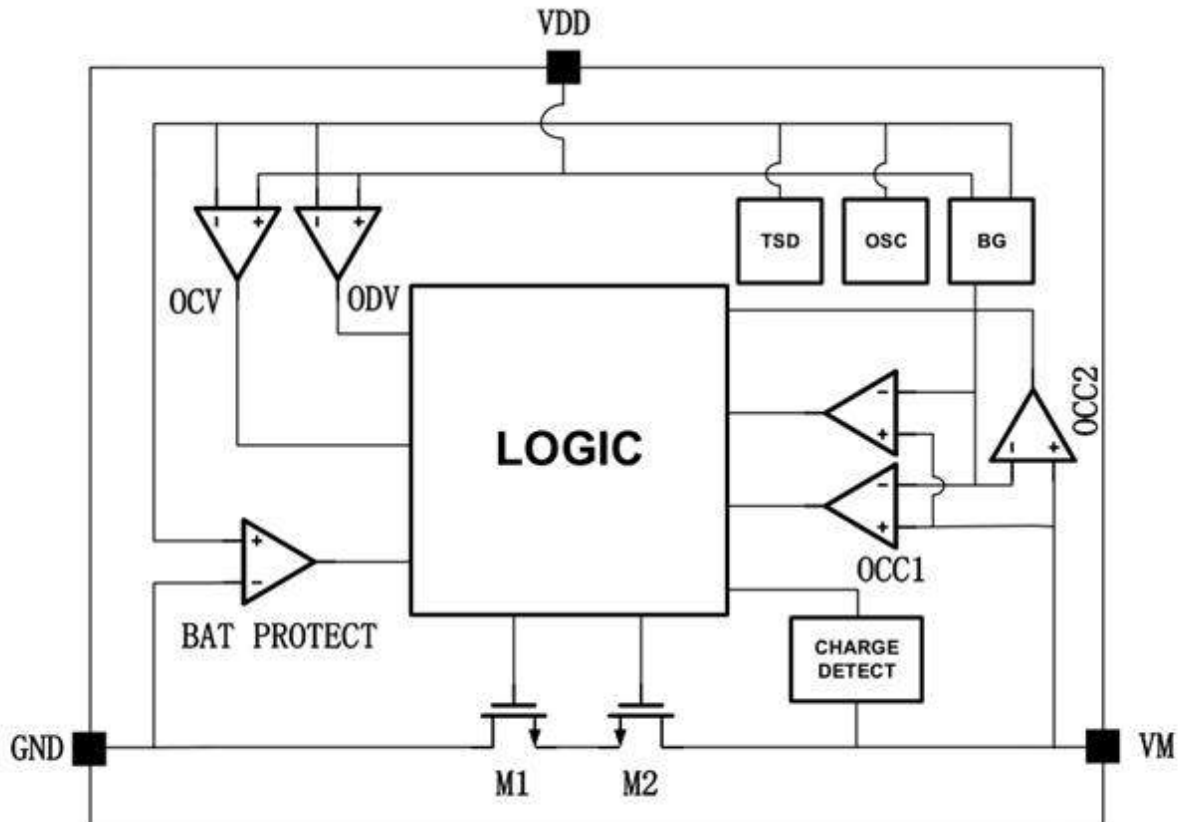 VDD
- + - +
TSD
OSC
BG
OCV
ODV
-
+
OCC2
- +
LOGIC
-
+
OCC1
+
-
BAT PROTECT
CHARGE
DETECT
GND
VM
M1
M2